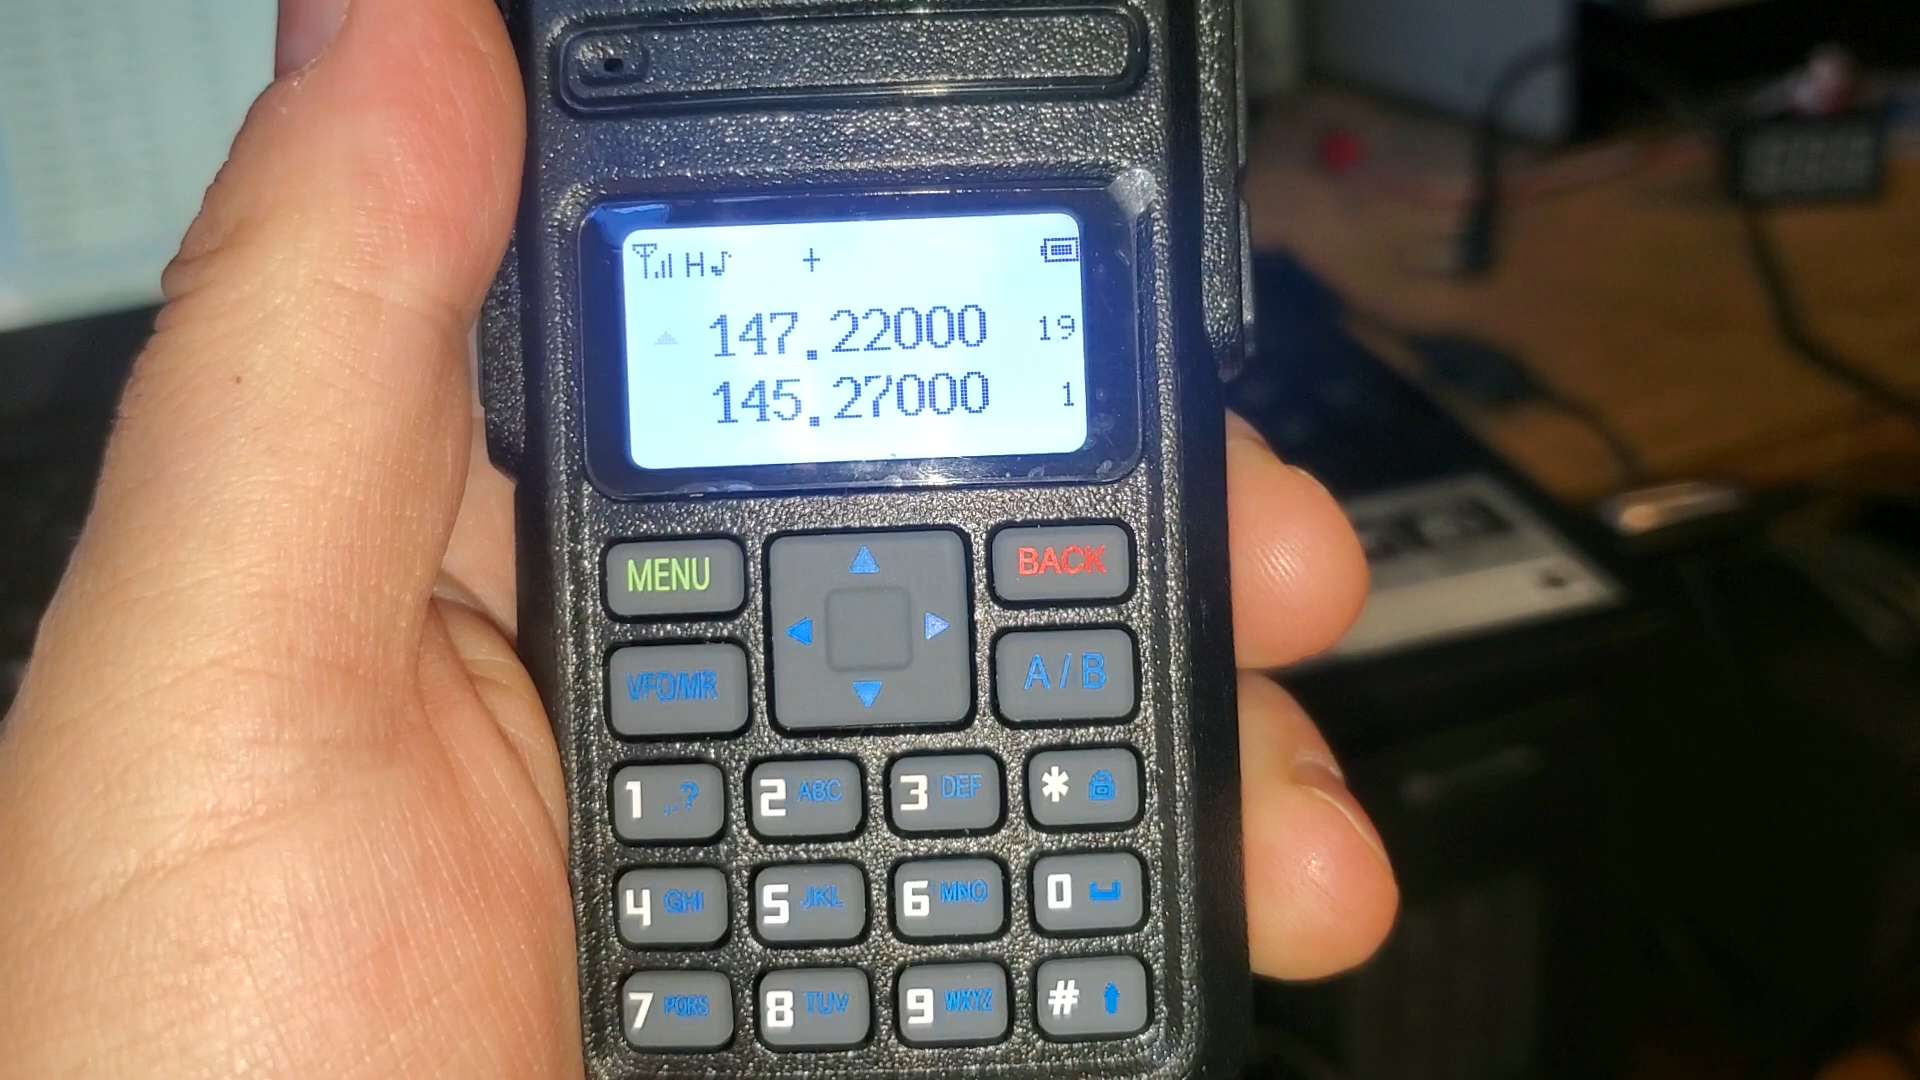 H +
147.22000 19
145.27000 1
MENU BACK
VFO/MR A / B
1 .-? 2 ABC 3 DEF *
4 GHI 5 JKL 6 MNO 0
7 PQRS 8 TUV 9 WXYZ #